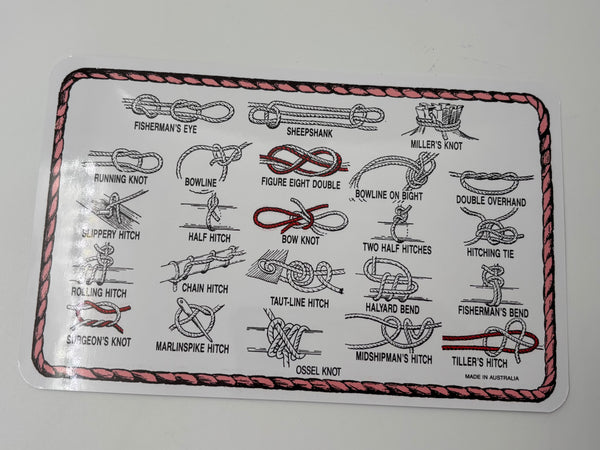 FISHERMAN'S EYE
SHEEPSHANK
MILLER'S KNOT
RUNNING KNOT
BOWLINE
FIGURE EIGHT DOUBLE
BOWLINE ON BIGHT
DOUBLE OVERHAND
SLIPPERY HITCH
HALF HITCH
BOW KNOT
TWO HALF HITCHES
HITCHING TIE
ROLLING HITCH
CHAIN HITCH
TAUT-LINE HITCH
HALYARD BEND
FISHERMAN'S BEND
SURGEON'S KNOT
MARLINSPIKE HITCH
OSSEL KNOT
MIDSHIPMAN'S HITCH
TILLER'S HITCH
MADE IN AUSTRALIA